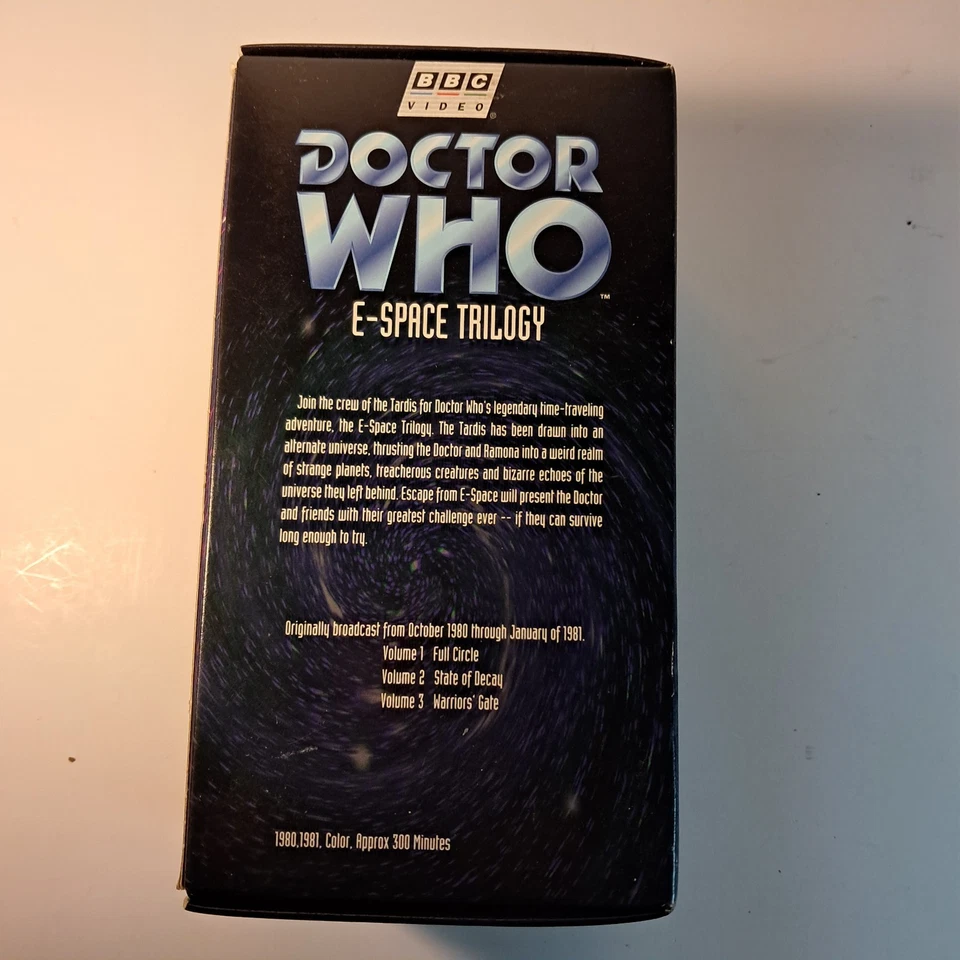 BBC
VIDEO®
DOCTOR
WHO™
E-SPACE TRILOGY
Join the crew of the Tardis for Doctor Who's legendary time-traveling
adventure, the E-Space Trilogy. The Tardis has been drawn into an
alternate universe, thrusting the Doctor and Ramona into a weird realm
of strange planets, treacherous creatures and bizarre echoes of the
universe they left behind. Escape from E-Space will present the Doctor
and friends with their greatest challenge ever -- if they can survive
long enough to try.
Originally broadcast from October 1980 through January of 1981.
Volume 1 Full Circle
Volume 2 State of Decay
Volume 3 Warriors' Gate
1980,1981, Color, Approx 300 Minutes